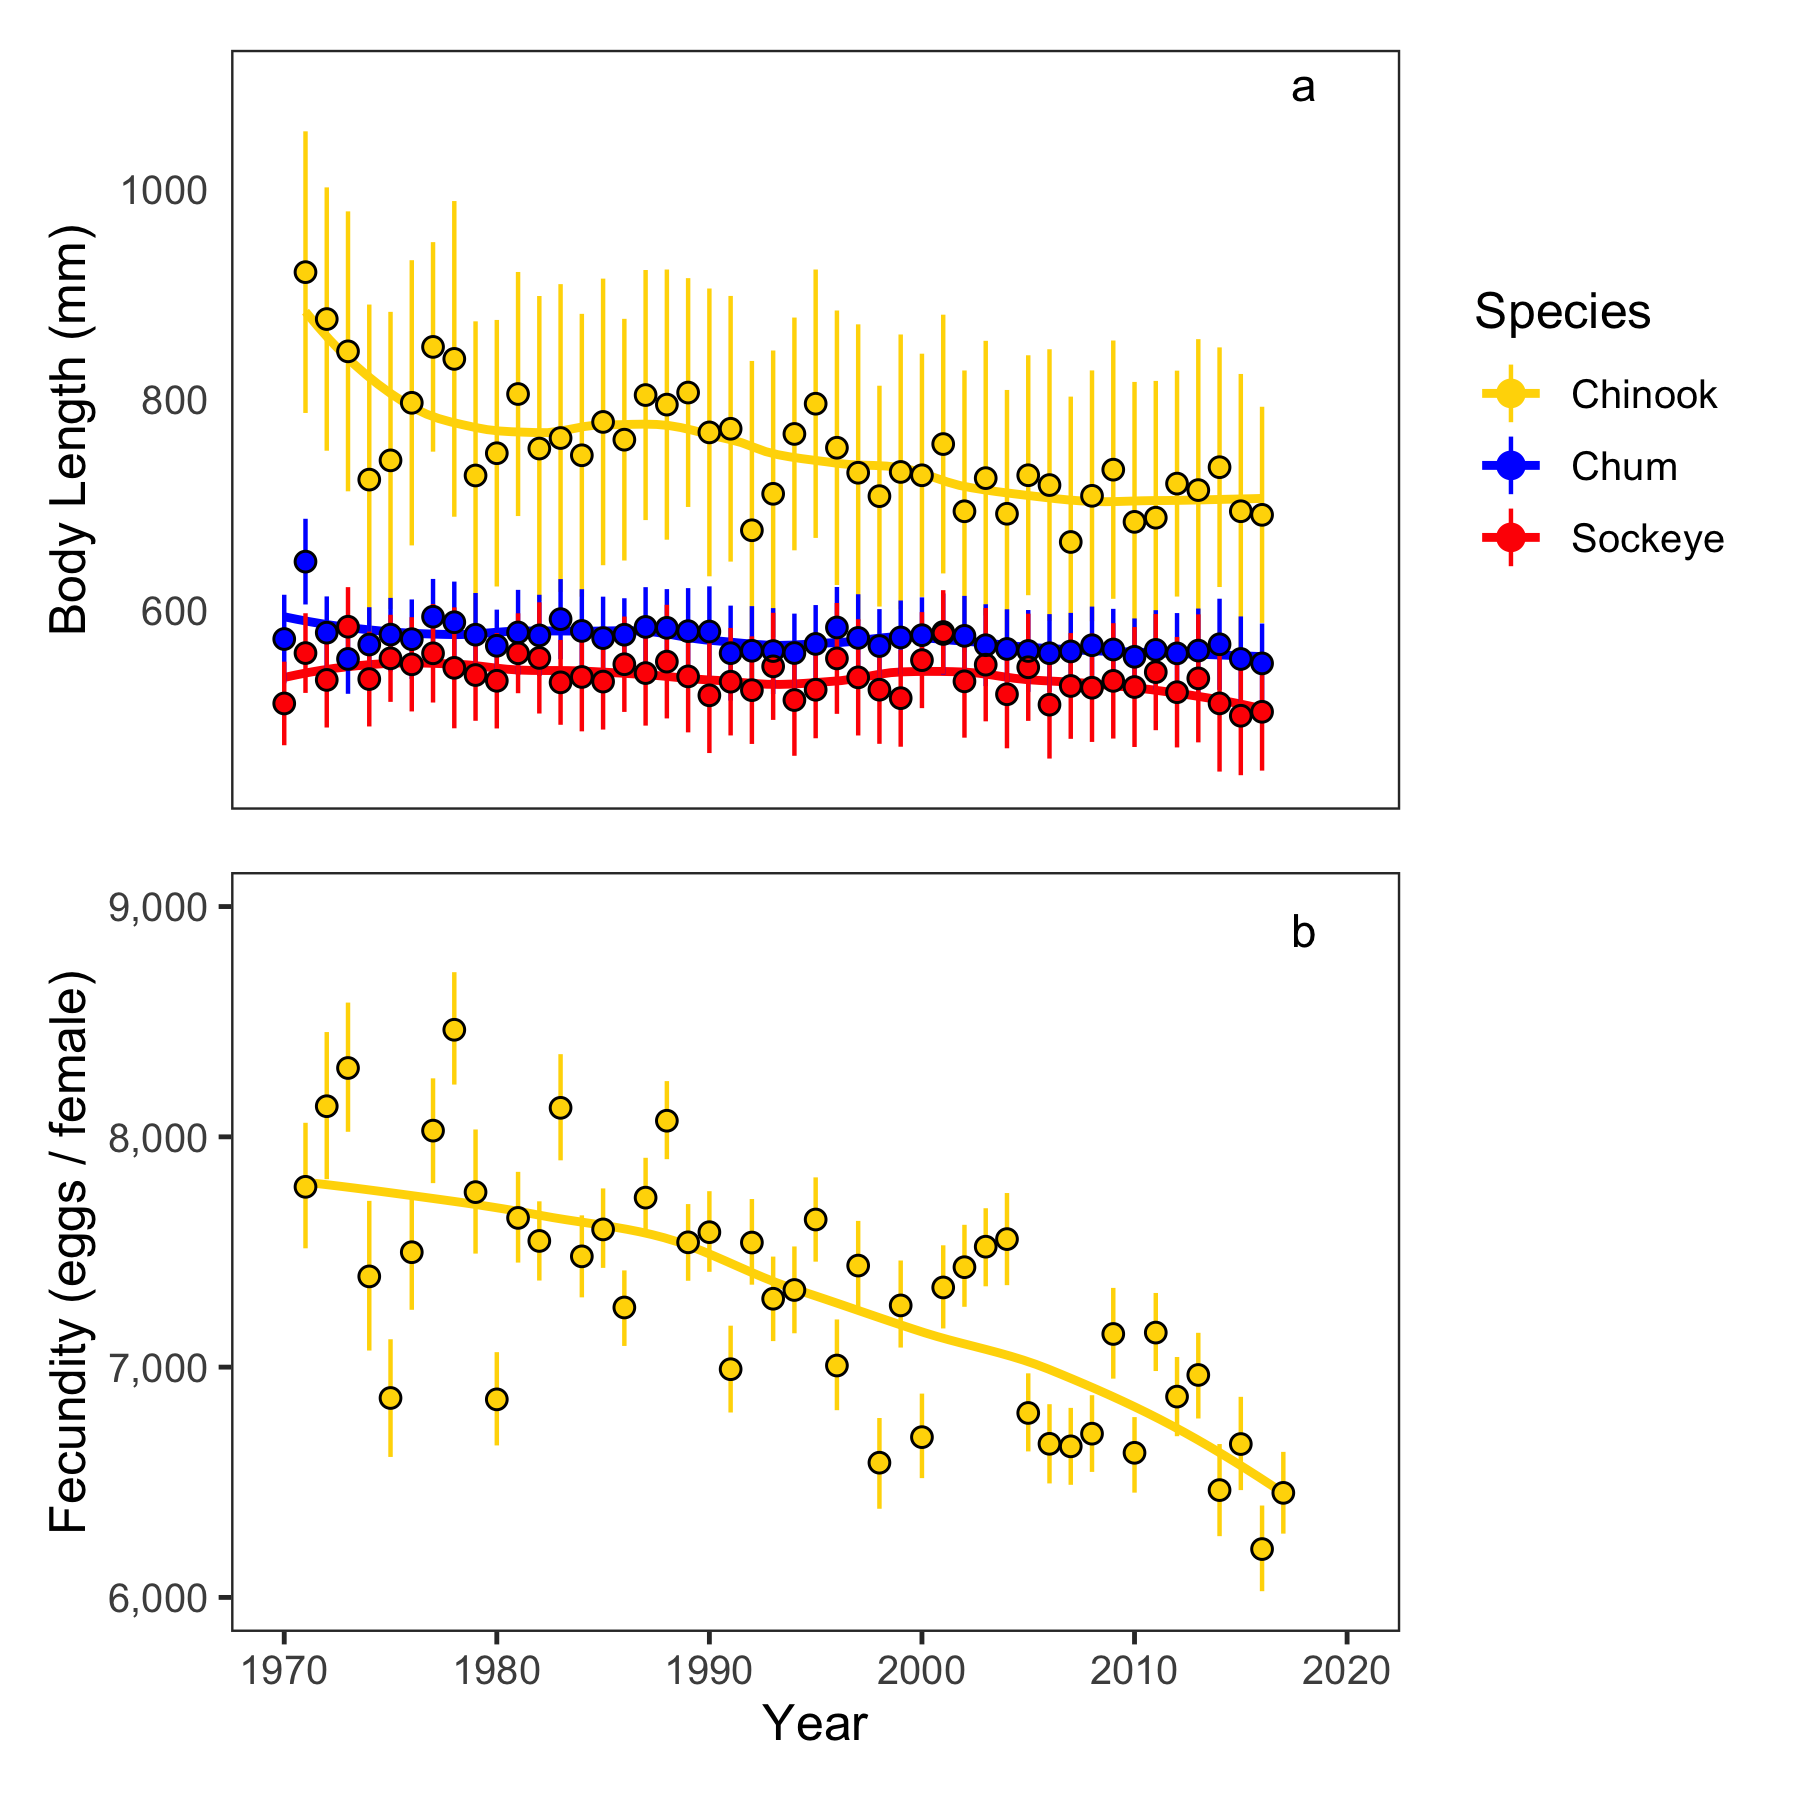 a
1000
800
600
Body Length (mm)
Species
Chinook
Chum
Sockeye
b
9,000
8,000
7,000
6,000
Fecundity (eggs / female)
1970 1980 1990 2000 2010 2020
Year